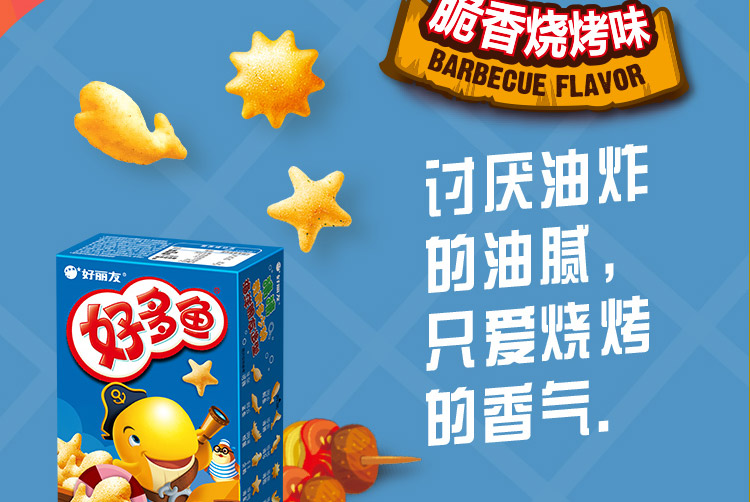 脆香烧烤味
BARBECUE FLAVOR
讨厌油炸
的油腻，
只爱烧烤
的香气.
好丽友
好多鱼